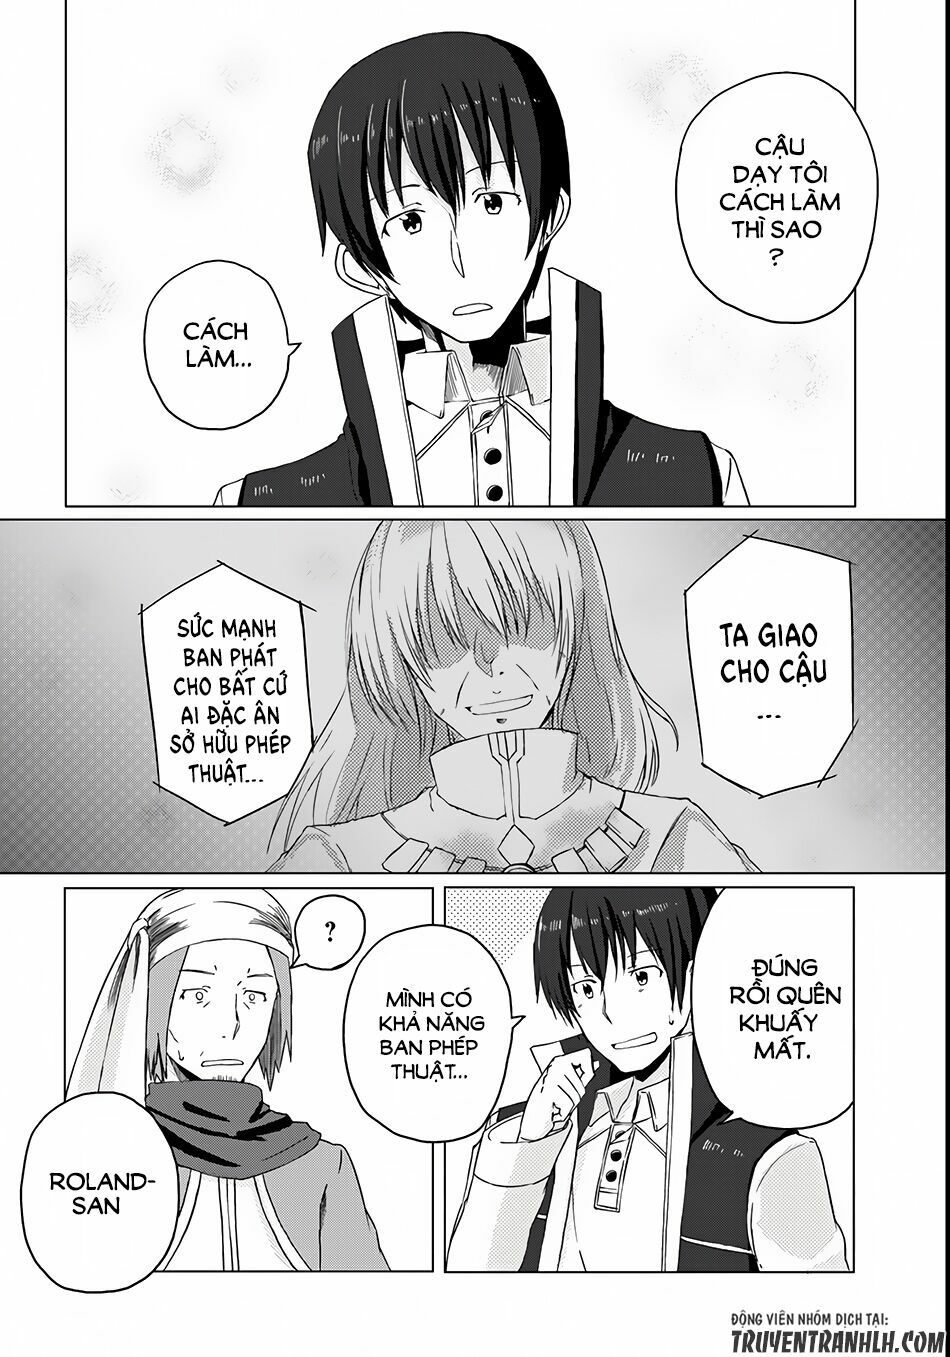 CẬU
DẠY TÔI
CÁCH LÀM
THÌ SAO
?
CÁCH
LÀM...
TA GIAO
CHO CẬU
...
SỨC MẠNH
BAN PHÁT
CHO BẤT CỨ
AI ĐẶC ÂN
SỞ HỮU PHÉP
THUẬT...
ĐÚNG
RỒI QUÊN
KHUẤY
MẤT.
MÌNH CÓ
KHẢ NĂNG
BAN PHÉP
THUẬT...
?
ROLAND-
SAN
ĐỘNG VIÊN NHÓM DỊCH TẠI:
TRUYENTRANHLH.COM